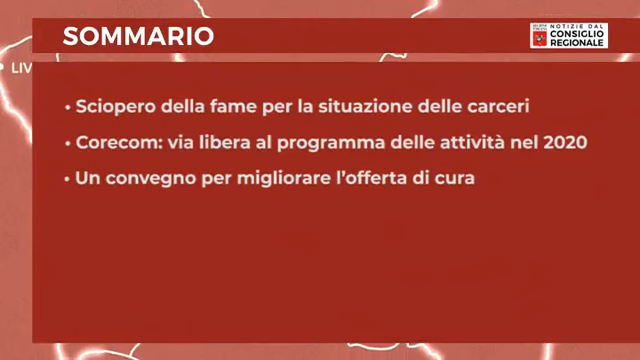 SOMMARIO
NOTIZIE DAL
CONSIGLIO
REGIONALE
LIV
• Sciopero della fame per la situazione delle carceri
• Corecom: via libera al programma delle attività nel 2020
• Un convegno per migliorare l'offerta di cura